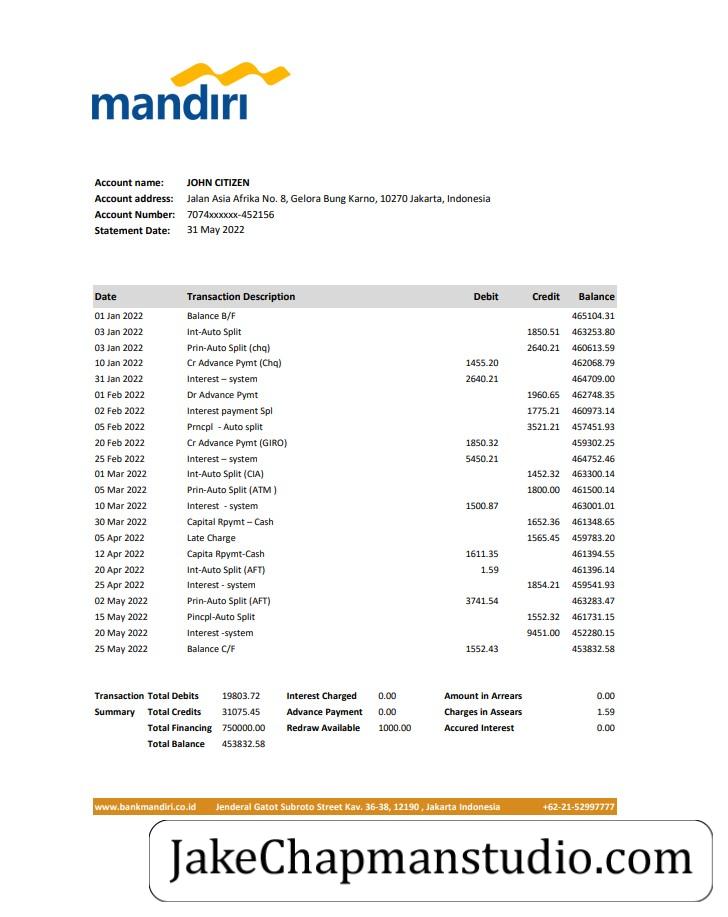 mandiri
Account name: JOHN CITIZEN
Account address: Jalan Asia Afrika No. 8, Gelora Bung Karno, 10270 Jakarta, Indonesia
Account Number: 7074xxxxxx-452156
Statement Date: 31 May 2022
Date Transaction Description Debit Credit Balance
01 Jan 2022 Balance B/F 465104.31
03 Jan 2022 Int-Auto Split 1850.51 463253.80
03 Jan 2022 Prin-Auto Split (chq) 2640.21 460613.59
10 Jan 2022 Cr Advance Pymt (Chq) 1455.20 462068.79
31 Jan 2022 Interest – system 2640.21 464709.00
01 Feb 2022 Dr Advance Pymt 1960.65 462748.35
02 Feb 2022 Interest payment Spl 1775.21 460973.14
05 Feb 2022 Prncpl - Auto split 3521.21 457451.93
20 Feb 2022 Cr Advance Pymt (GIRO) 1850.32 459302.25
25 Feb 2022 Interest – system 5450.21 464752.46
01 Mar 2022 Int-Auto Split (CIA) 1452.32 463300.14
05 Mar 2022 Prin-Auto Split (ATM ) 1800.00 461500.14
10 Mar 2022 Interest - system 1500.87 463001.01
30 Mar 2022 Capital Rpymt – Cash 1652.36 461348.65
05 Apr 2022 Late Charge 1565.45 459783.20
12 Apr 2022 Capita Rpymt-Cash 1611.35 461394.55
20 Apr 2022 Int-Auto Split (AFT) 1.59 461396.14
25 Apr 2022 Interest - system 1854.21 459541.93
02 May 2022 Prin-Auto Split (AFT) 3741.54 463283.47
15 May 2022 Pincpl-Auto Split 1552.32 461731.15
20 May 2022 Interest -system 9451.00 452280.15
25 May 2022 Balance C/F 1552.43 453832.58
Transaction Total Debits 19803.72 Interest Charged 0.00 Amount in Arrears 0.00
Summary Total Credits 31075.45 Advance Payment 0.00 Charges in Assears 1.59
Total Financing 750000.00 Redraw Available 1000.00 Accured Interest 0.00
Total Balance 453832.58
www.bankmandiri.co.id Jenderal Gatot Subroto Street Kav. 36-38, 12190 , Jakarta Indonesia +62-21-52997777
JakeChapmanstudio.com